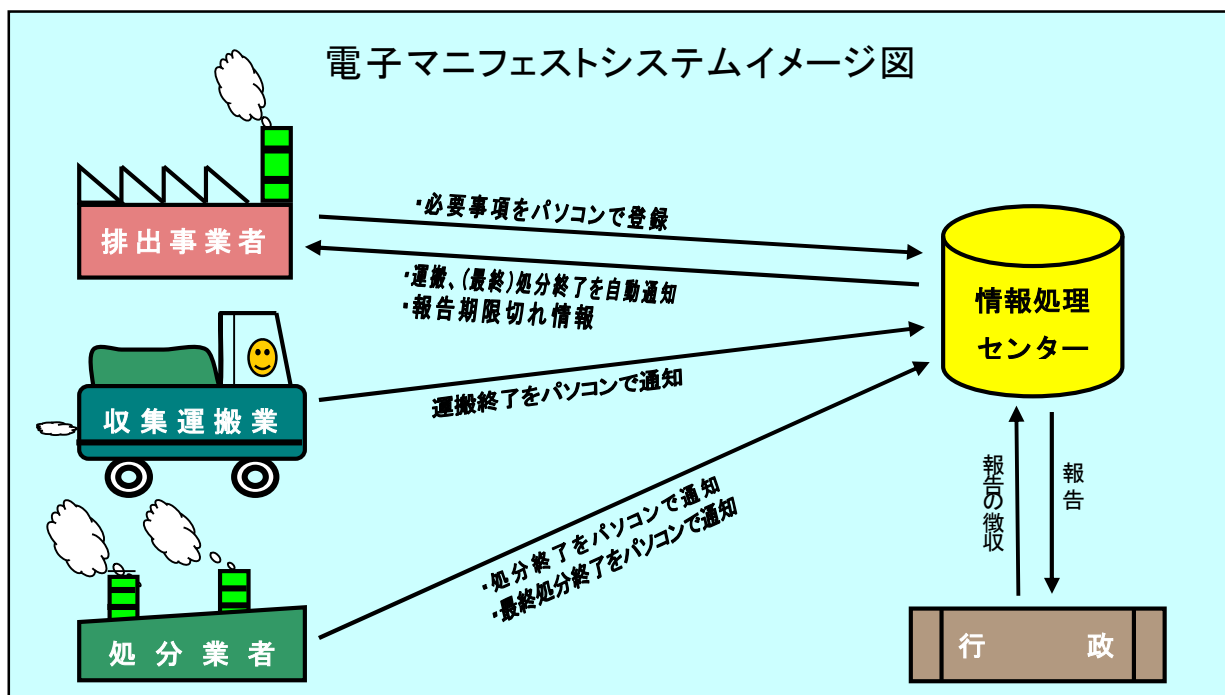 電子マニフェストシステムイメージ図
・必要事項をパソコンで登録
排出事業者
・運搬、(最終)処分終了を自動通知
・報告期限切れ情報
情報処理
センター
運搬終了をパソコンで通知
収集運搬業
・処分終了をパソコンで通知
・最終処分終了をパソコンで通知
報告の徴収
報告
処分業者
行政